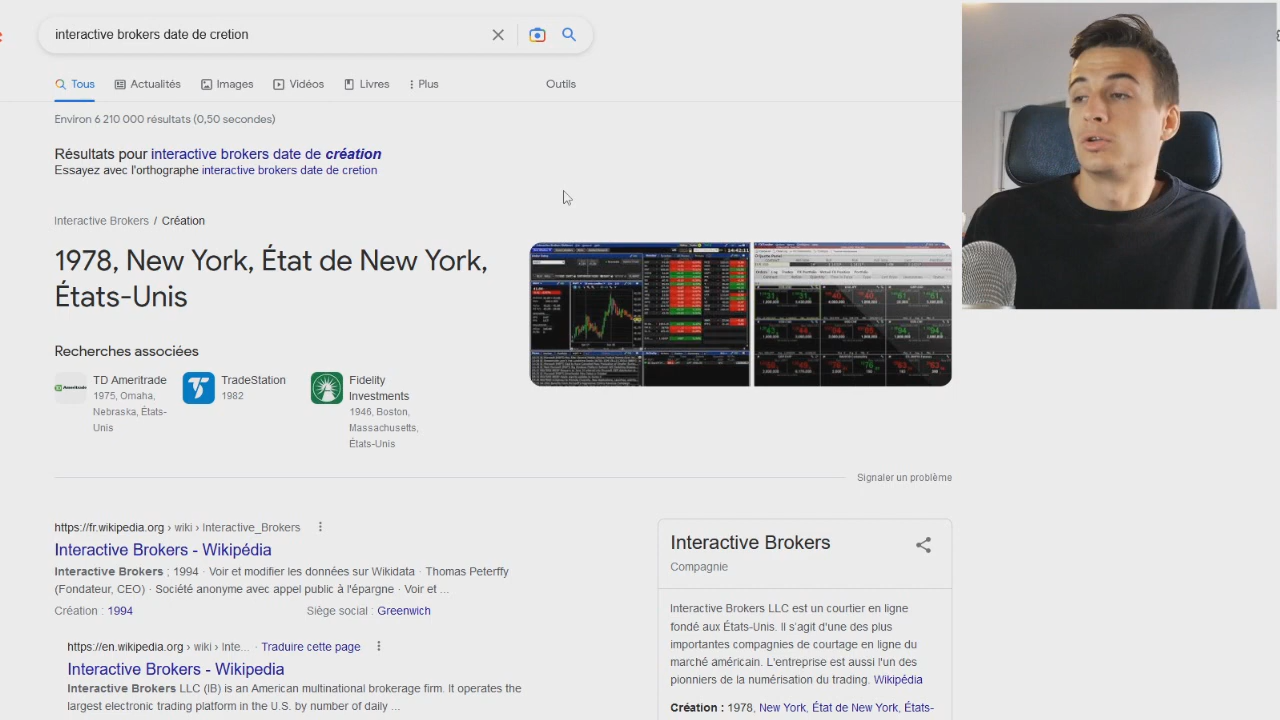 interactive brokers date de cretion
Tous
Actualités
Images
Vidéos
Livres
Plus
Outils
Environ 6 210 000 résultats (0,50 secondes)
Résultats pour interactive brokers date de création
Essayez avec l'orthographe interactive brokers date de cretion
Interactive Brokers / Création
1978, New York, État de New York,
États-Unis
Recherches associées
TD Ameritrade
1975, Omaha,
Nebraska, États-
Unis
TradeStation
1982
Fidelity
Investments
1946, Boston,
Massachusetts,
États-Unis
Signaler un problème
https://fr.wikipedia.org › wiki › Interactive_Brokers
Interactive Brokers - Wikipédia
Interactive Brokers ; 1994 · Voir et modifier les données sur Wikidata · Thomas Peterffy
(Fondateur, CEO) · Société anonyme avec appel public à l'épargne · Voir et ...
Création : 1994
Siège social : Greenwich
https://en.wikipedia.org › wiki › Inte... · Traduire cette page
Interactive Brokers - Wikipedia
Interactive Brokers LLC (IB) is an American multinational brokerage firm. It operates the
largest electronic trading platform in the U.S. by number of daily ...
Interactive Brokers
Compagnie
Interactive Brokers LLC est un courtier en ligne
fondé aux États-Unis. Il s'agit d'une des plus
importantes compagnies de courtage en ligne du
marché américain. L'entreprise est aussi l'un des
pionniers de la numérisation du trading. Wikipédia
Création : 1978, New York, État de New York, États-